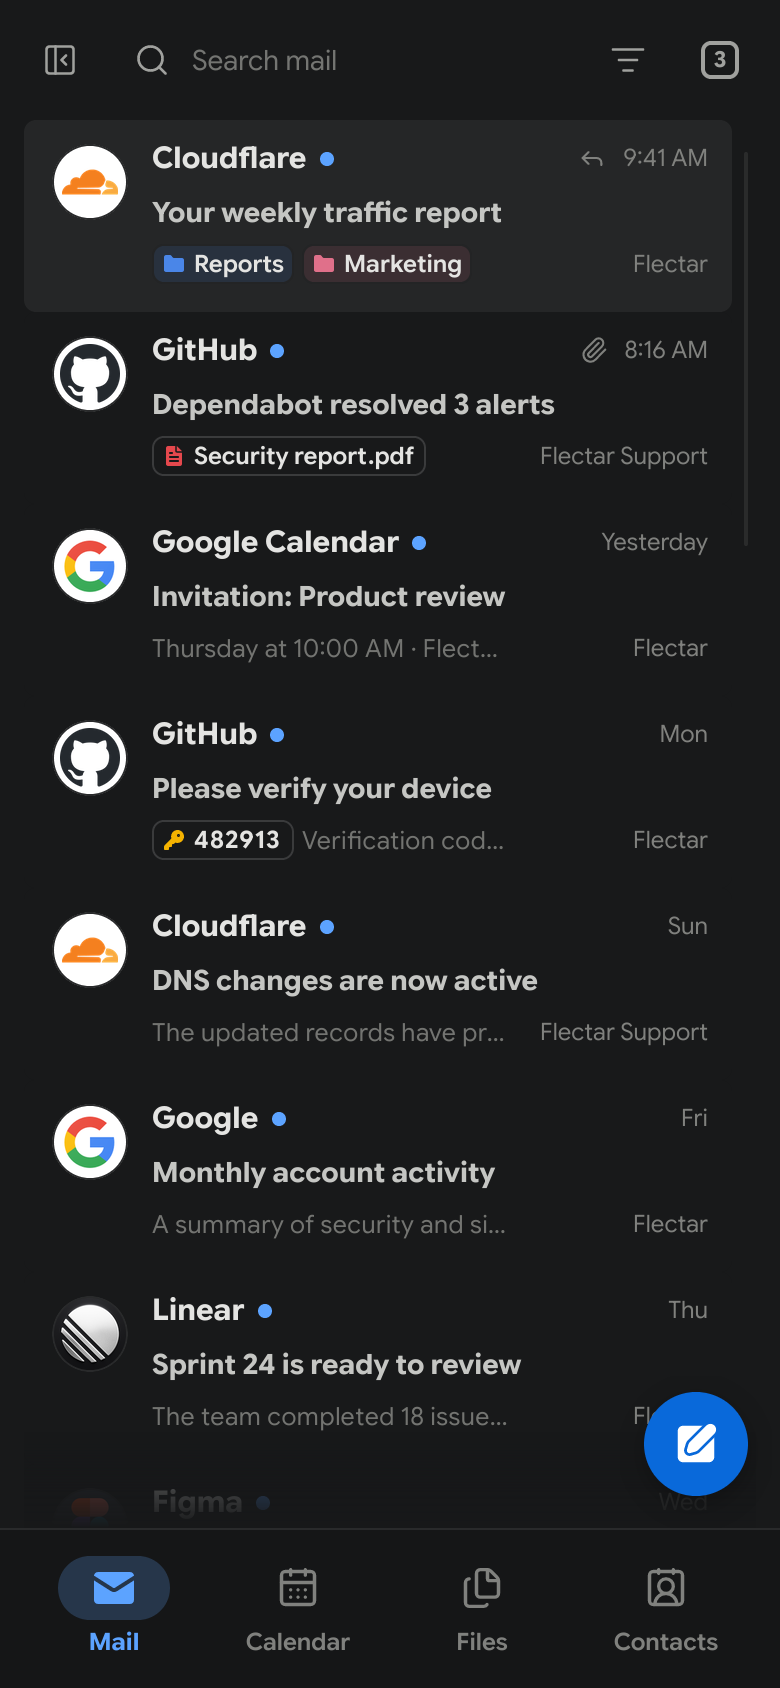 Search mail
3
Cloudflare
9:41 AM
Your weekly traffic report
Reports Marketing Flectar
GitHub
8:16 AM
Dependabot resolved 3 alerts
Security report.pdf Flectar Support
Google Calendar
Yesterday
Invitation: Product review
Thursday at 10:00 AM · Flect... Flectar
GitHub
Mon
Please verify your device
482913 Verification cod... Flectar
Cloudflare
Sun
DNS changes are now active
The updated records have pr... Flectar Support
Google
Fri
Monthly account activity
A summary of security and si... Flectar
Linear
Thu
Sprint 24 is ready to review
The team completed 18 issue...
Figma
Wed
Mail Calendar Files Contacts